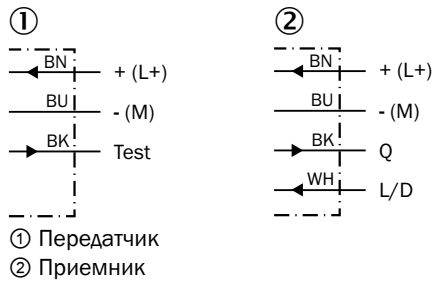 ① ②
BN + (L+) BN + (L+)
BU - (M) BU - (M)
BK Test BK Q
WH L/D
① Передатчик
② Приемник